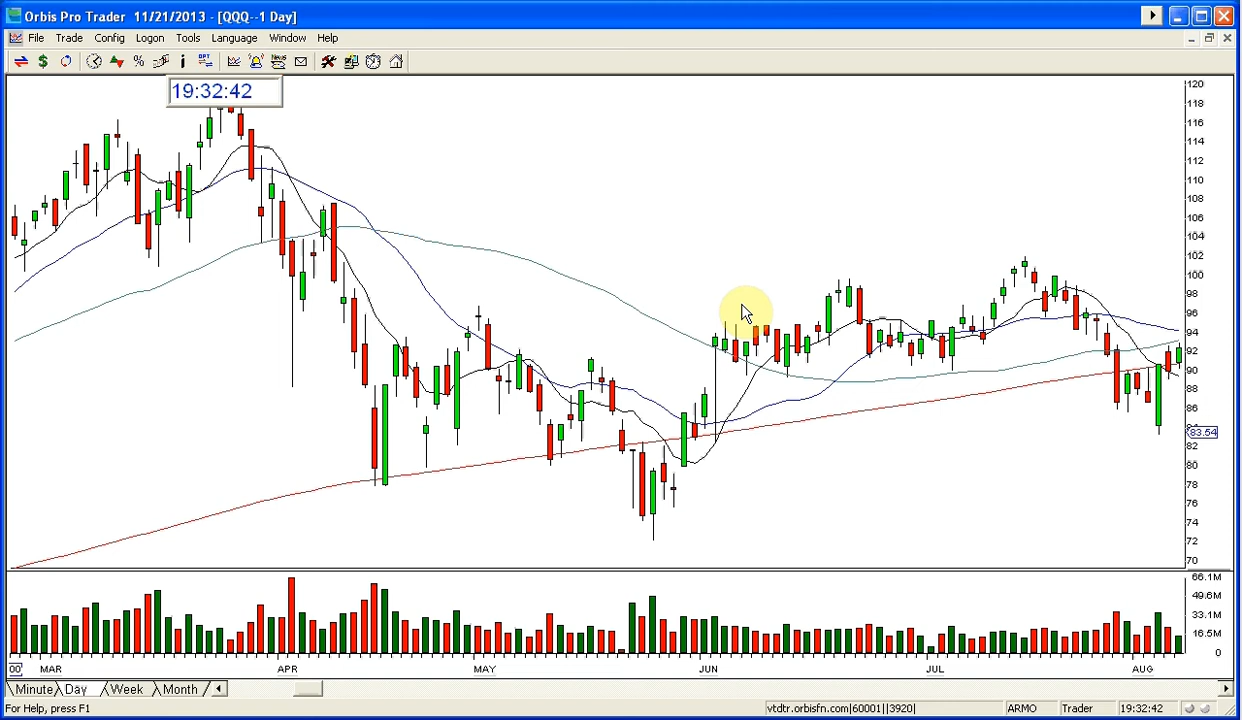 Orbis Pro Trader 11/21/2013 - [QQQ--1 Day]
File Trade Config Logon Tools Language Window Help
$ % i OPT News
19:32:42
120
118
116
114
112
110
108
106
104
102
100
98
96
94
92
90
88
86
84
83.54
82
80
78
76
74
72
70
66.1M
49.6M
33.1M
16.5M
0
00 MAR APR MAY JUN JUL AUG
Minute Day Week Month
For Help, press F1 vtdtr.orbisfn.com|60001||3920| ARMO Trader 19:32:42